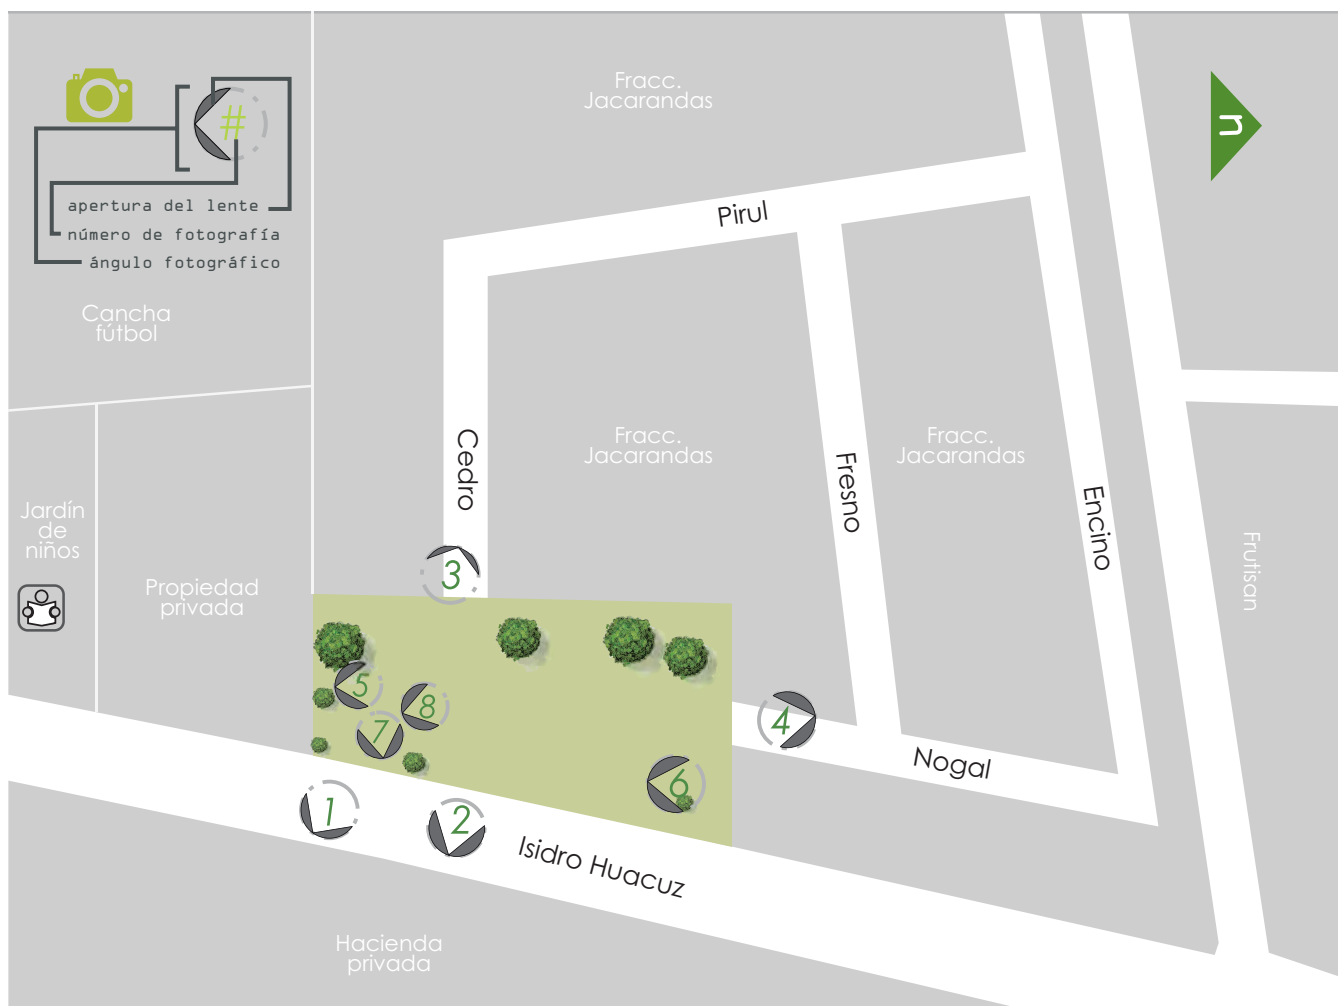 Fracc.
Jacarandas
#
n
apertura del lente
número de fotografía
ángulo fotográfico
Pirul
Cancha
fútbol
Cedro
Fracc.
Jacarandas
Fresno
Fracc.
Jacarandas
Encino
Jardín
de
niños
Propiedad
privada
Frutisan
3
5
8
7
4
6
Nogal
1
2
Isidro Huacuz
Hacienda
privada